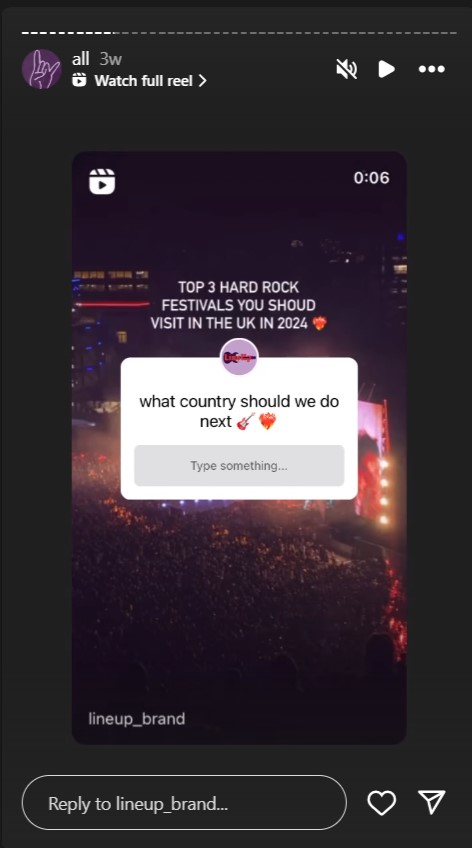 all 3w
Watch full reel
0:06
TOP 3 HARD ROCK
FESTIVALS YOU SHOUD
VISIT IN THE UK IN 2024 ❤️‍🔥
what country should we do
next 🎸 ❤️‍🔥
Type something...
lineup_brand
Reply to lineup_brand...